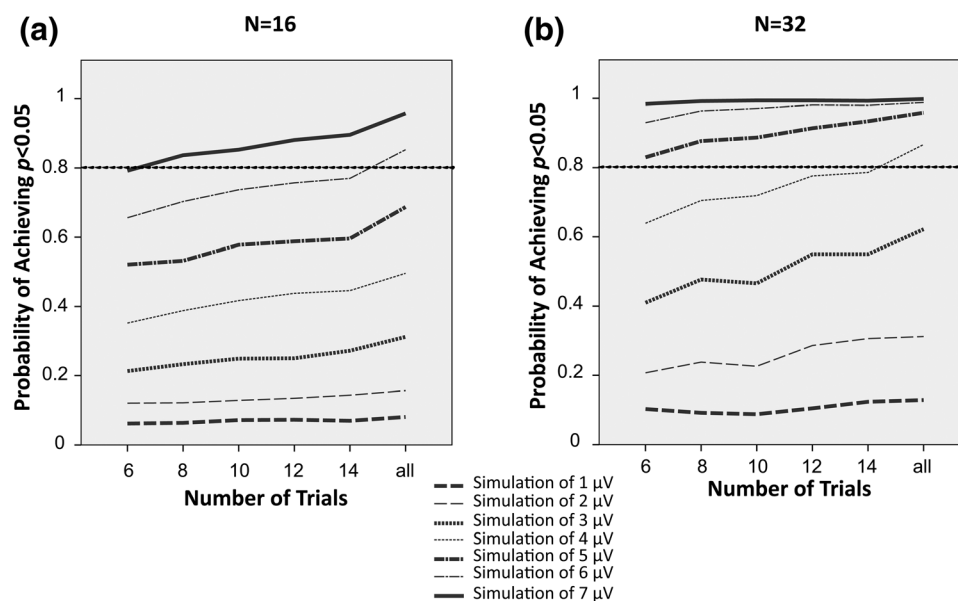 (a)
N=16
Probability of Achieving p<0.05
1
0.8
0.6
0.4
0.2
0
6 8 10 12 14 all
Number of Trials
(b)
N=32
Probability of Achieving p<0.05
1
0.8
0.6
0.4
0.2
0
6 8 10 12 14 all
Number of Trials
Simulation of 1 µV
Simulation of 2 µV
Simulation of 3 µV
Simulation of 4 µV
Simulation of 5 µV
Simulation of 6 µV
Simulation of 7 µV